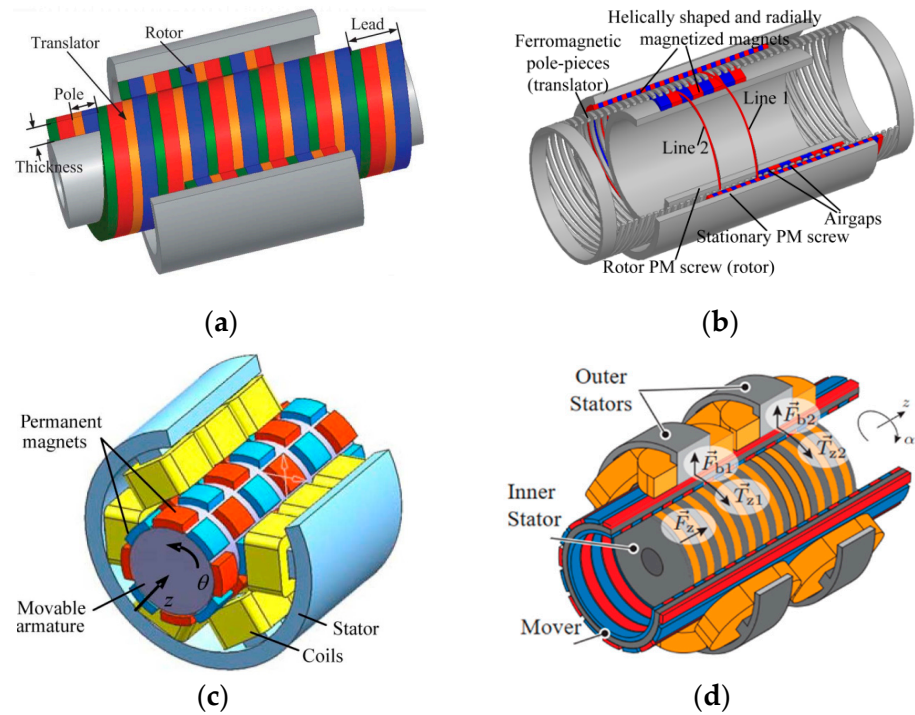 Translator
Rotor
Lead
Pole
Thickness
(a)
Helically shaped and radially
magnetized magnets
Ferromagnetic
pole-pieces
(translator)
Line 1
Line 2
Airgaps
Stationary PM screw
Rotor PM screw (rotor)
(b)
Permanent
magnets
θ
z
Movable
armature
Stator
Coils
(c)
Outer
Stators
F⃗b2
z
α
F⃗b1
T⃗z2
Inner
Stator
T⃗z1
F⃗z
Mover
(d)